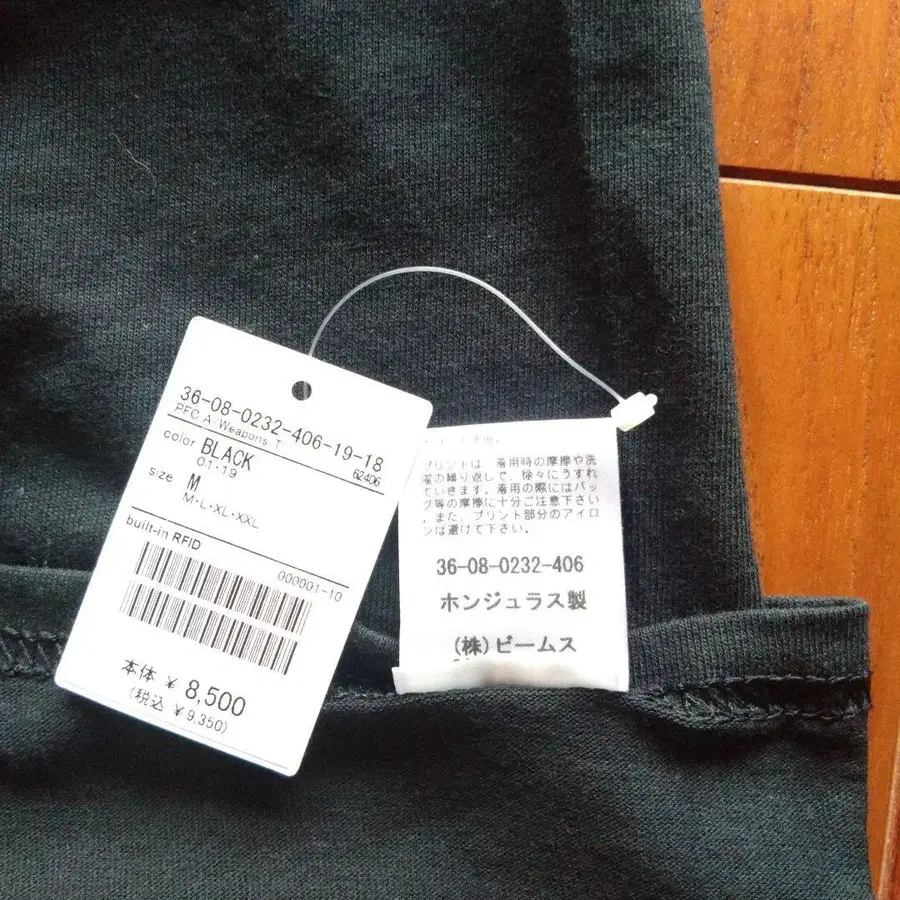 36-08-0232-406-19-18
PFC A/Weapons T
62406
color BLACK
01・19
size M
M・L・XL・XXL
built-in RFID
000001-10
本体 ¥ 8,500
(税込 ¥9,350)
プリントは、着用時の摩擦や洗
濯の繰り返しで、徐々にうすれ
ていきます。着用の際にはバッ
グ等の摩擦に十分ご注意下さい
。また、プリント部分のアイロ
ンは避けて下さい。
36-08-0232-406
ホンジュラス製
(株)ビームス